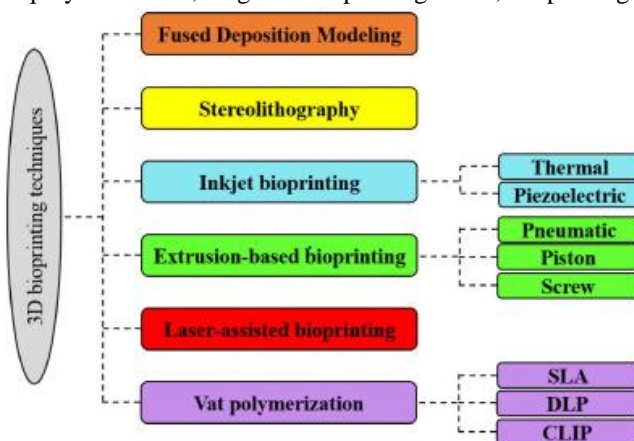 Fused Deposition Modeling
Stereolithography
3D bioprinting techniques
Inkjet bioprinting
Thermal
Piezoelectric
Extrusion-based bioprinting
Pneumatic
Piston
Screw
Laser-assisted bioprinting
Vat polymerization
SLA
DLP
CLIP